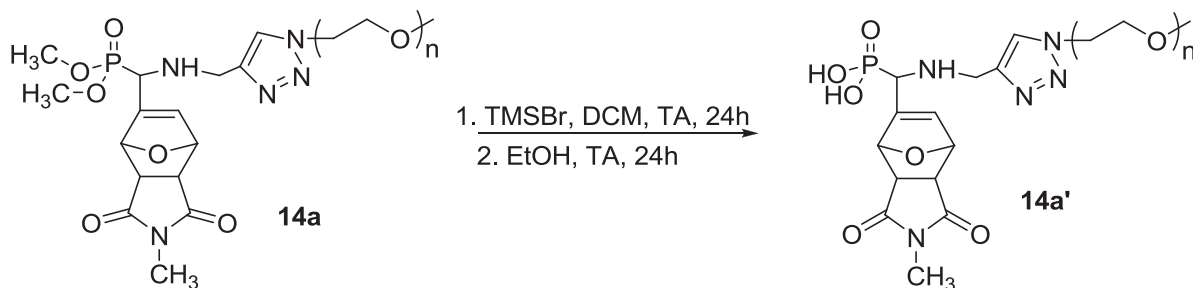 O
H₃C
O
P
O
H₃C
NH
N
N
N
O
n
O
O
N
O
CH₃
14a
1. TMSBr, DCM, TA, 24h
2. EtOH, TA, 24h
O
HO
P
HO
NH
N
N
N
O
n
O
O
N
O
CH₃
14a'